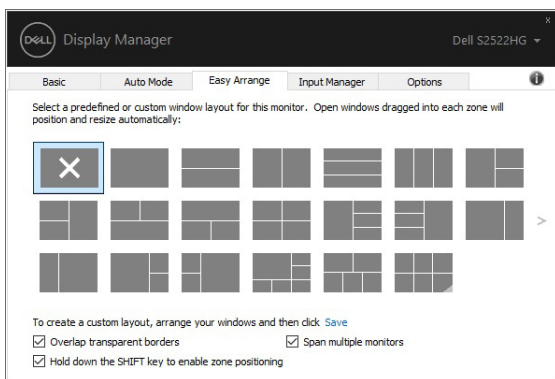 x
DELL Display Manager
Dell S2522HG
Basic Auto Mode Easy Arrange Input Manager Options i
Select a predefined or custom window layout for this monitor. Open windows dragged into each zone will
position and resize automatically:
>
To create a custom layout, arrange your windows and then click Save
Overlap transparent borders Span multiple monitors
Hold down the SHIFT key to enable zone positioning